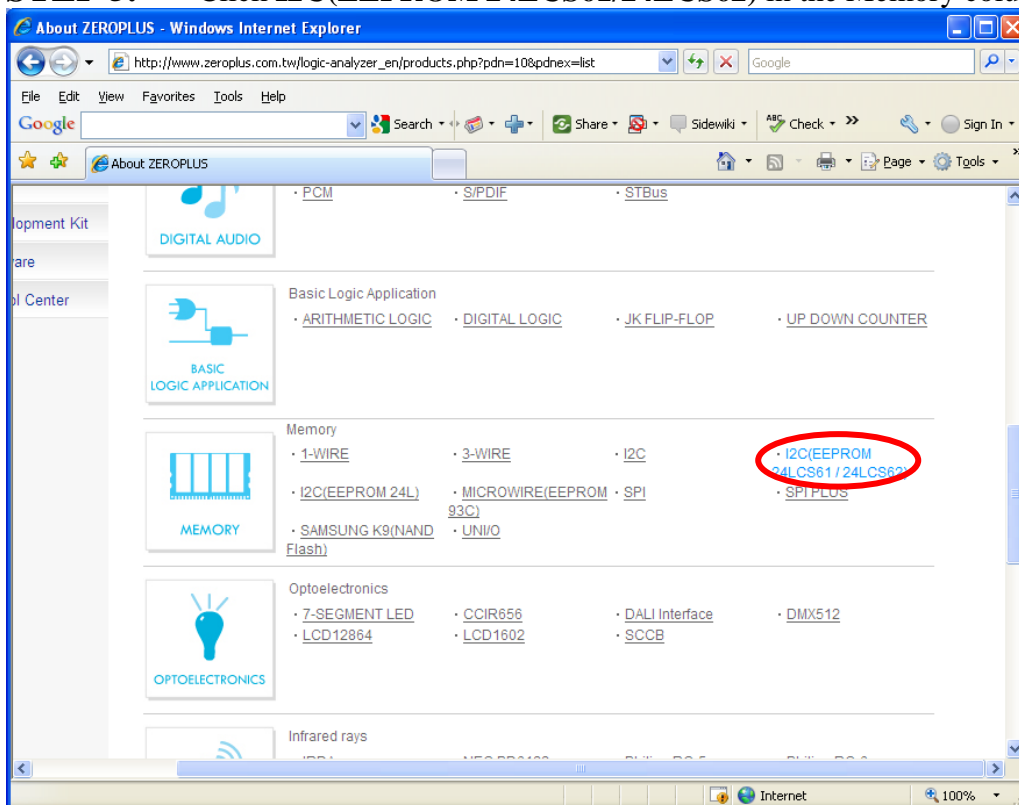 About ZEROPLUS - Windows Internet Explorer
http://www.zeroplus.com.tw/logic-analyzer_en/products.php?pdn=10&pdnex=list
Google
File Edit View Favorites Tools Help
Google Search Share Sidewiki Check Sign In
About ZEROPLUS Page Tools
· PCM · S/PDIF · STBus
lopment Kit
DIGITAL AUDIO
are
ol Center
Basic Logic Application
· ARITHMETIC LOGIC · DIGITAL LOGIC · JK FLIP-FLOP · UP DOWN COUNTER
BASIC
LOGIC APPLICATION
Memory
· 1-WIRE · 3-WIRE · I2C · I2C(EEPROM
24LCS61 / 24LCS62)
· I2C(EEPROM 24L) · MICROWIRE(EEPROM · SPI · SPI PLUS
93C)
MEMORY
· SAMSUNG K9(NAND · UNI/O
Flash)
Optoelectronics
· 7-SEGMENT LED · CCIR656 · DALI Interface · DMX512
· LCD12864 · LCD1602 · SCCB
OPTOELECTRONICS
Infrared rays
Internet 100%